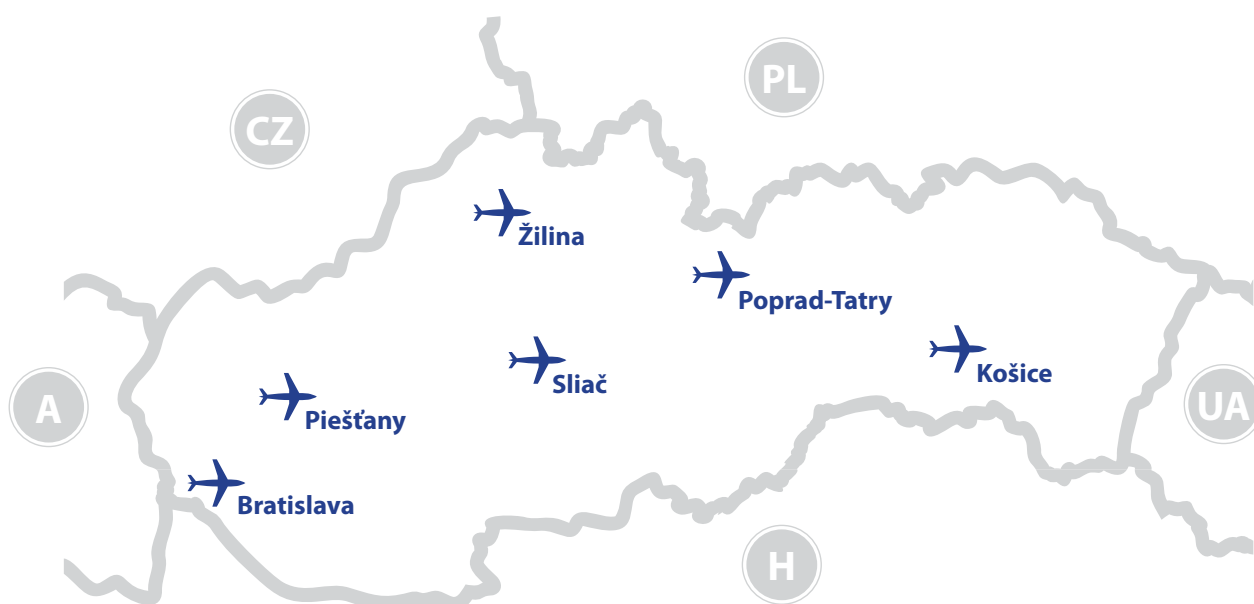 PL
CZ
Žilina
Poprad-Tatry
Košice
Sliač
A
UA
Piešťany
Bratislava
H